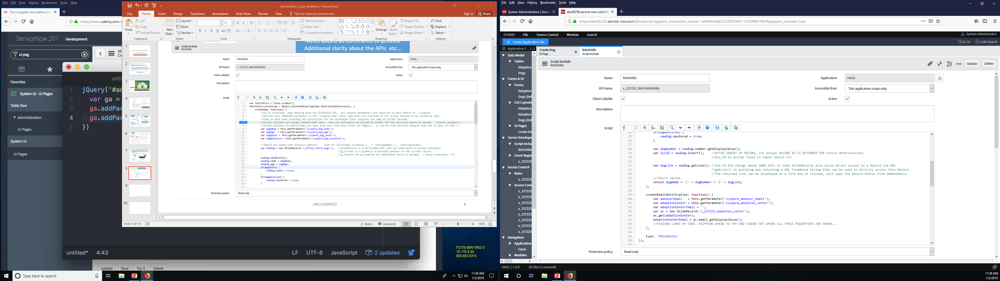 File Edit View History Bookmarks Tools Help
The Complete ServiceNow De
https://www.udemy.com/s
ServiceNow 201 Development
ui pag
UI
Favorites
System UI - UI Pages
Table Saw
Administration
UI Pages
System UI
UI Pages
1 jQuery('#ad
2 var ga =
3 ga.addPar
4 ga.addPar
5 })
untitled* 4:43 LF UTF-8 JavaScript 2 updates
Update Save Try It Delete
udemy
F2770-8MV19N2-D
10.110.8.44
800-663-8315
ServiceNow_Code_Walkthru - PowerPoint
File Home Insert Design Transitions Animations Slide Show Review View Tell me what you want to do... Sign in Share
Paste Cut Copy Format Painter
Clipboard
New Slide Layout Reset Section
Slides
18
Font
Text Direction Align Text Convert to SmartArt
Paragraph
Arrange Quick Styles Shape Fill Shape Outline Shape Effects
Drawing
Find Replace Select
Editing
1
2
3
4
5
6
7
8
9
10
Notes added as Comments to provide
Additional clarity about the APIs etc...
Script Include
fetchUtils
Name fetchUtils Application Fetch
API Name x_237223_fetch.fetchUtils Accessible from This application scope only
Client callable Active
Description
Script
1 var fetchUtils = Class.create();
2 fetchUtils.prototype = Object.extendsObject(global.AbstractAjaxProcessor, {
3 createDog: function() {
4 //So to reiterate, when dealing with the GlideAjax API, all request parameters are required to have PREFIX of 'sysparm_'
5 //And the only REQUIRED parameter is the 'sysparm_name' which specifies the Function in the Script Include to be called by Ajax.
6 //Keep in mind that invoking the Constructor for the GlideAjax class requires the name of Script Include.
7 //Script Includes are always SERVER-SIDE code. They can optionally be CALLED by CLIENT (if the check box above is marked. 'Client callable')
8 //Client-Callable ScriptIncludes are done from User Interface Forms (UI Pages)... or can be from Workflow Widgits that Run Scripts if AJAX !!
9 var dogName = this.getParameter('sysparm_dog_name');
10 var dogAge = this.getParameter('sysparm_dog_age');
11 var dogShots = this.getParameter('sysparm_dog_shots');
12 var dogNeutured = this.getParameter('sysparm_dog_neutered');
13
14 //TABLES are named with distinct pattern: <UID for ServiceNow Instance> + _ + <YourAppName> + _ <YourTablename>
15 var newDog = new GlideRecord('x_237223_fetch_dogs'); //GlideRecord is a ServiceNow API that has some built-in global variables
16 //g_current is a globally accessible pointer to the current record.
17 //g_request and g_response are additional built-in globals ( always available, ??)
18 newDog.newRecord();
19 newDog.name = dogName;
20 newDog.age = dogAge;
21 if(dogShots) {
22 newDog.shots = true;
23 }
24 if(dogNeutured) {
25 newDog.neutered = true;
26 }
27
Protection policy Read-only
UNCLASSIFIED 8
Slide 8 of 10 Notes Comments 100%
Type here to search
11:38 AM
1/2/2019
File Edit View History Bookmarks Tools Help
System Administration | Service
dev65258.service-now.com/$st
https://dev65258.service-now.com/$studio.do?sysparm_transaction_scope=1e4b8440db22230025651120399619d3&sysparm_nostack=true
STUDIO File Source Control Window Search System Administrator
Create Application File Go To Code Search
Application E... [--]
Data Model
Tables
Adoption
Dogs
Forms & UI
Forms
Adoption
Dogs [Def
List Layouts
Adoption
Adoption
Dogs [Def
UI Pages
Create Do
Server Developm
Script Inclu
fetchUtils
Event Regist
x_237223
Access Control
Roles
x_237223
Access Cont
x_237223
x_237223
x_237223
x_237223
x_237223
x_237223
x_237223
x_237223
Navigation
Application
Fetch
Modules
Create Dog
UI Page
fetchUtils
Script Include
Script Include
fetchUtils
Update Delete
Name fetchUtils Application Fetch
API Name x_237223_fetch.fetchUtils Accessible from This application scope only
Client callable Active
Description
Script
24 if(dogNeutured) {
25 newDog.neutered = true;
26 }
27
28 var dogNumber = newDog.number.getDisplayValue();
29 var sysID = newDog.insert(); //AFTER INSERT OF RECORD, Its Unique RECORD ID is RETURNED FOR Future Reference/Use.
30 //Sys_ID is actual field in table (built-in)
31
32 var dogLink = newDog.getLink(); //One of the things about SNOW APIs is that GlideRecords also allow direct access to a Record via URL.
33 //getLink() is building and returning a URL formatted String that can be used to directly access this Record.
34 //The returned Link can be displayed on a Form and if clicked, will open the Record Editor Form immediately.
35 //return values
36 return dogName + '|' + dogNumber + '|' + dogLink;
37 },
38
39 createEmailNotification: function() {
40 var adopterEmail = this.getParameter('sysparm_adopter_email');
41 var adoptionCenter = this.getParameter('sysparm_adoption_center');
42 var adoptionCenterEmail = '';
43 var ac = new GlideRecord('x_237223_adoption_center');
44 ac.get(adoptionCenter);
45 adoptionCenterEmail = ac.email.getDisplayValue();
46 //MISSING LINES OF CODE. SKIPPING AHEAD TO TRY AND FIGURE OUT WHERE ALL THESE PARAMETERS ARE KNOWN...
47 },
48
49 type: 'fetchUtils'
50 });
51
Protection policy Read-only
Fetch | 1.0.0 26 Files (1 unsaved)
11:38 AM
1/2/2019